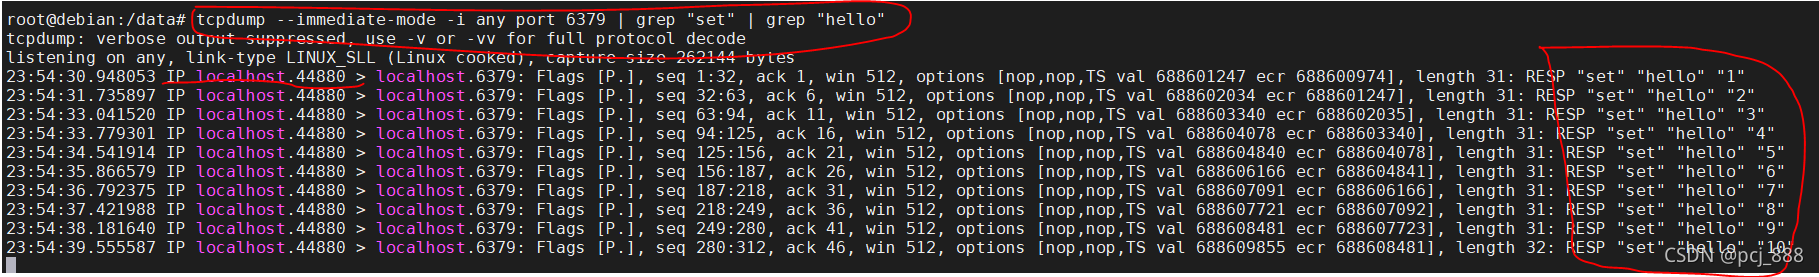 root@debian:/data# tcpdump --immediate-mode -i any port 6379 | grep "set" | grep "hello"
tcpdump: verbose output suppressed, use -v or -vv for full protocol decode
listening on any, link-type LINUX_SLL (Linux cooked), capture size 262144 bytes
23:54:30.948053 IP localhost.44880 > localhost.6379: Flags [P.], seq 1:32, ack 1, win 512, options [nop,nop,TS val 688601247 ecr 688600974], length 31: RESP "set" "hello" "1"
23:54:31.735897 IP localhost.44880 > localhost.6379: Flags [P.], seq 32:63, ack 6, win 512, options [nop,nop,TS val 688602034 ecr 688601247], length 31: RESP "set" "hello" "2"
23:54:33.041520 IP localhost.44880 > localhost.6379: Flags [P.], seq 63:94, ack 11, win 512, options [nop,nop,TS val 688603340 ecr 688602035], length 31: RESP "set" "hello" "3"
23:54:33.779301 IP localhost.44880 > localhost.6379: Flags [P.], seq 94:125, ack 16, win 512, options [nop,nop,TS val 688604078 ecr 688603340], length 31: RESP "set" "hello" "4"
23:54:34.541914 IP localhost.44880 > localhost.6379: Flags [P.], seq 125:156, ack 21, win 512, options [nop,nop,TS val 688604840 ecr 688604078], length 31: RESP "set" "hello" "5"
23:54:35.866579 IP localhost.44880 > localhost.6379: Flags [P.], seq 156:187, ack 26, win 512, options [nop,nop,TS val 688606166 ecr 688604841], length 31: RESP "set" "hello" "6"
23:54:36.792375 IP localhost.44880 > localhost.6379: Flags [P.], seq 187:218, ack 31, win 512, options [nop,nop,TS val 688607091 ecr 688606166], length 31: RESP "set" "hello" "7"
23:54:37.421988 IP localhost.44880 > localhost.6379: Flags [P.], seq 218:249, ack 36, win 512, options [nop,nop,TS val 688607721 ecr 688607092], length 31: RESP "set" "hello" "8"
23:54:38.181640 IP localhost.44880 > localhost.6379: Flags [P.], seq 249:280, ack 41, win 512, options [nop,nop,TS val 688608481 ecr 688607723], length 31: RESP "set" "hello" "9"
23:54:39.555587 IP localhost.44880 > localhost.6379: Flags [P.], seq 280:312, ack 46, win 512, options [nop,nop,TS val 688609855 ecr 688608481], length 32: RESP "set" "hello" "10"
CSDN @pcj_888